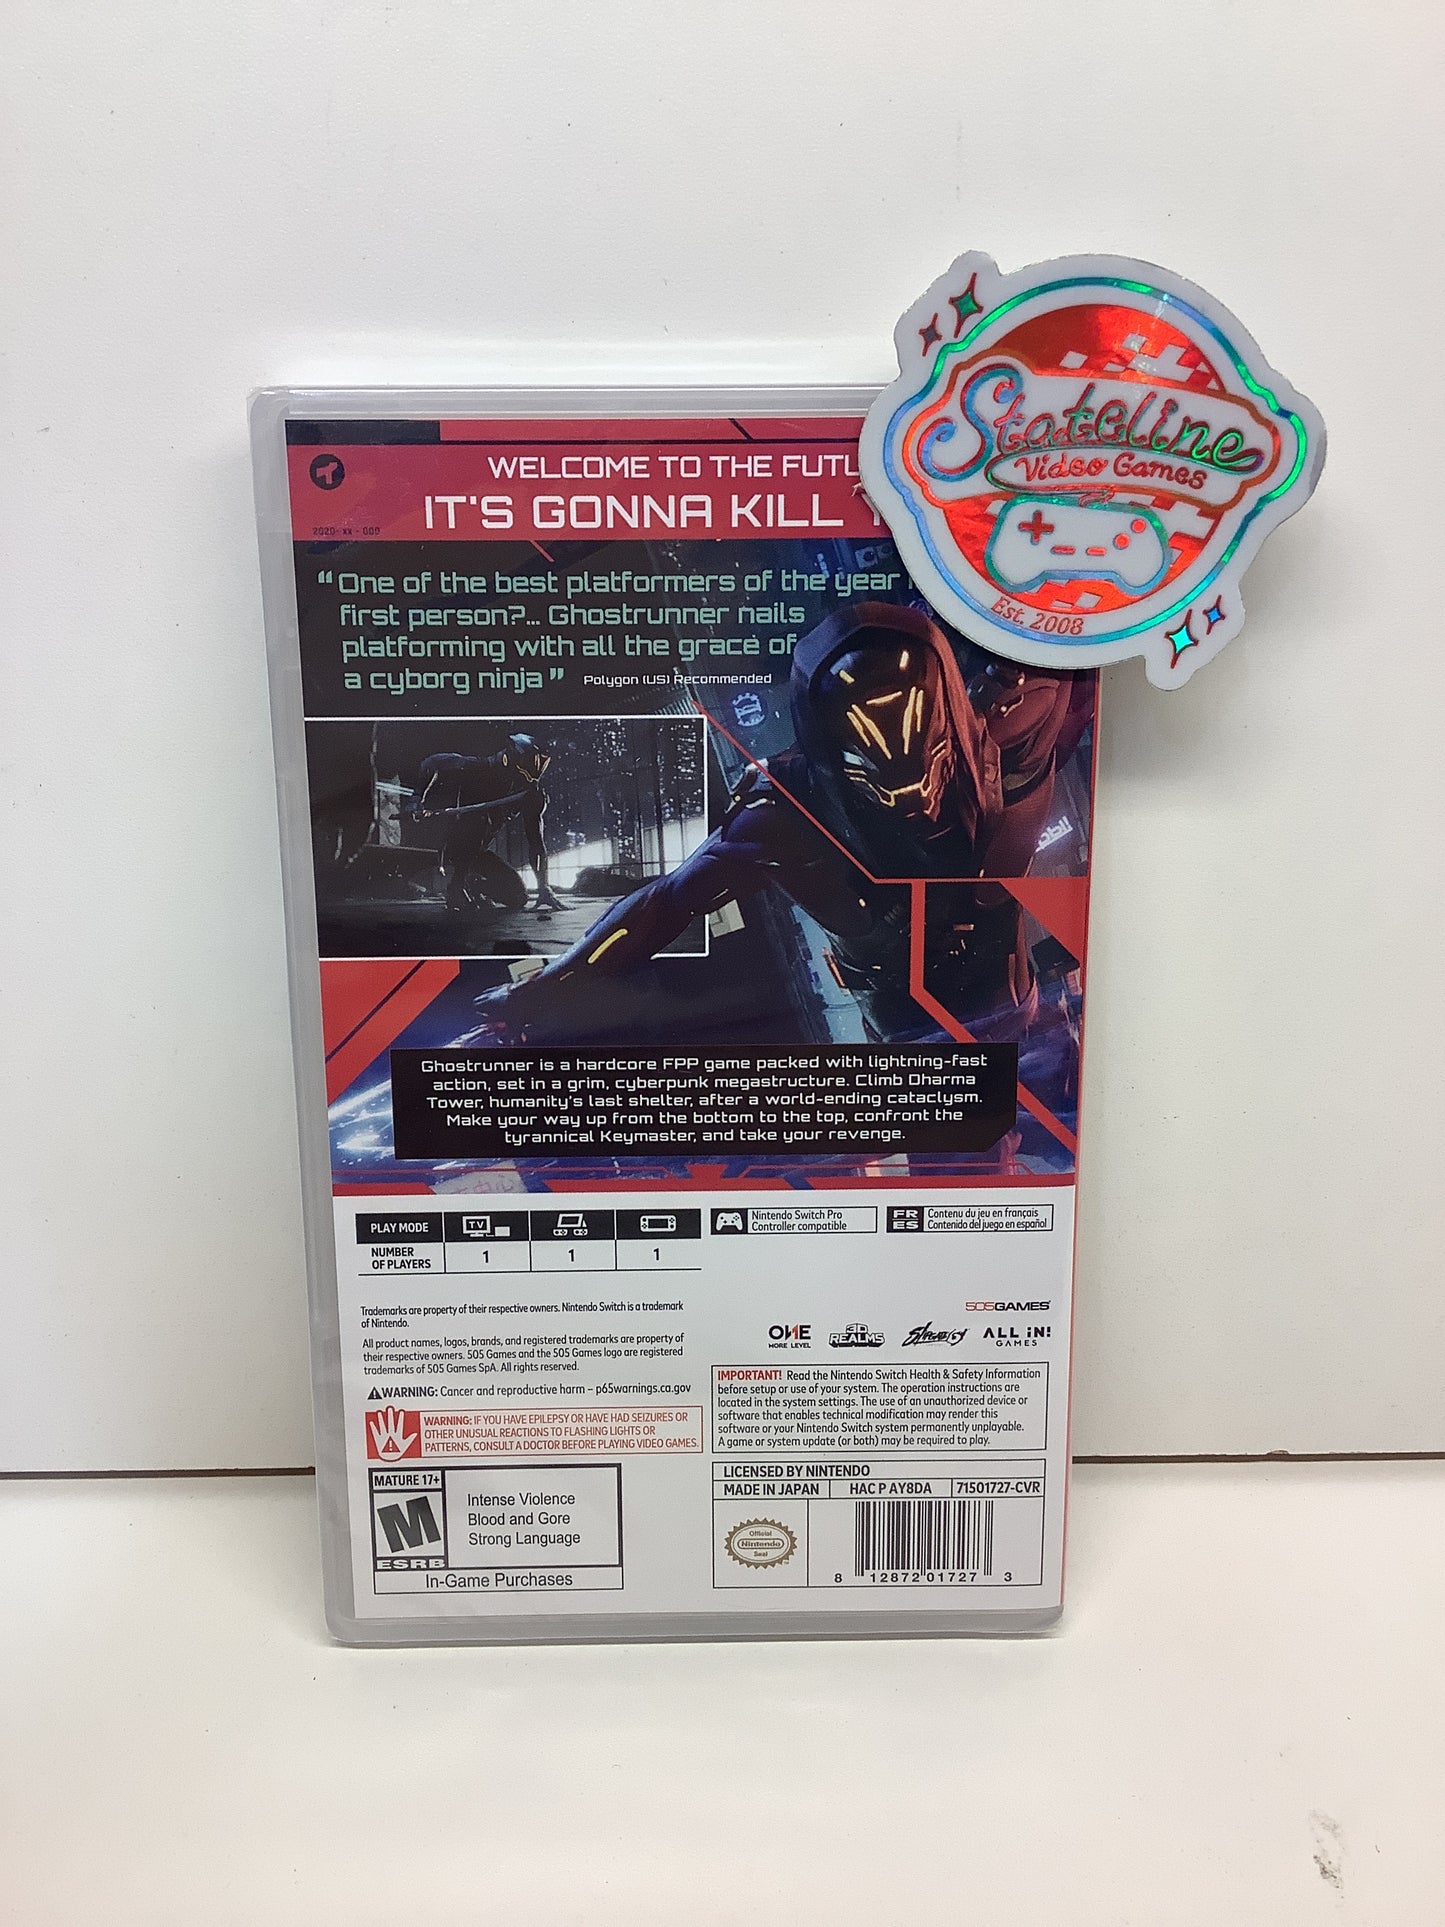 WELCOME TO THE FUTU
IT'S GONNA KILL
2020-xx-000
Stateline
Video Games
Est. 2008
“One of the best platformers of the year
first person?... Ghostrunner nails
platforming with all the grace of
a cyborg ninja” Polygon (US) Recommended
Ghostrunner is a hardcore FPP game packed with lightning-fast
action, set in a grim, cyberpunk megastructure. Climb Dharma
Tower, humanity's last shelter, after a world-ending cataclysm.
Make your way up from the bottom to the top, confront the
tyrannical Keymaster, and take your revenge.
PLAY MODE TV
NUMBER
OF PLAYERS 1 1 1
Nintendo Switch Pro
Controller compatible
FR Contenu du jeu en français
ES Contenido del juego en español
Trademarks are property of their respective owners. Nintendo Switch is a trademark
of Nintendo.
All product names, logos, brands, and registered trademarks are property of
their respective owners. 505 Games and the 505 Games logo are registered
trademarks of 505 Games SpA. All rights reserved.
WARNING: Cancer and reproductive harm – p65warnings.ca.gov
WARNING: IF YOU HAVE EPILEPSY OR HAVE HAD SEIZURES OR
OTHER UNUSUAL REACTIONS TO FLASHING LIGHTS OR
PATTERNS, CONSULT A DOCTOR BEFORE PLAYING VIDEO GAMES.
505GAMES
ONE MORE LEVEL
3D REALMS
Slipgate
ALL iN! GAMES
IMPORTANT! Read the Nintendo Switch Health & Safety Information
before setup or use of your system. The operation instructions are
located in the system settings. The use of an unauthorized device or
software that enables technical modification may render this
software or your Nintendo Switch system permanently unplayable.
A game or system update (or both) may be required to play.
MATURE 17+
M
ESRB
Intense Violence
Blood and Gore
Strong Language
In-Game Purchases
LICENSED BY NINTENDO
MADE IN JAPAN HAC P AY8DA 71501727-CVR
Official
Nintendo
Seal
8 12872 01727 3